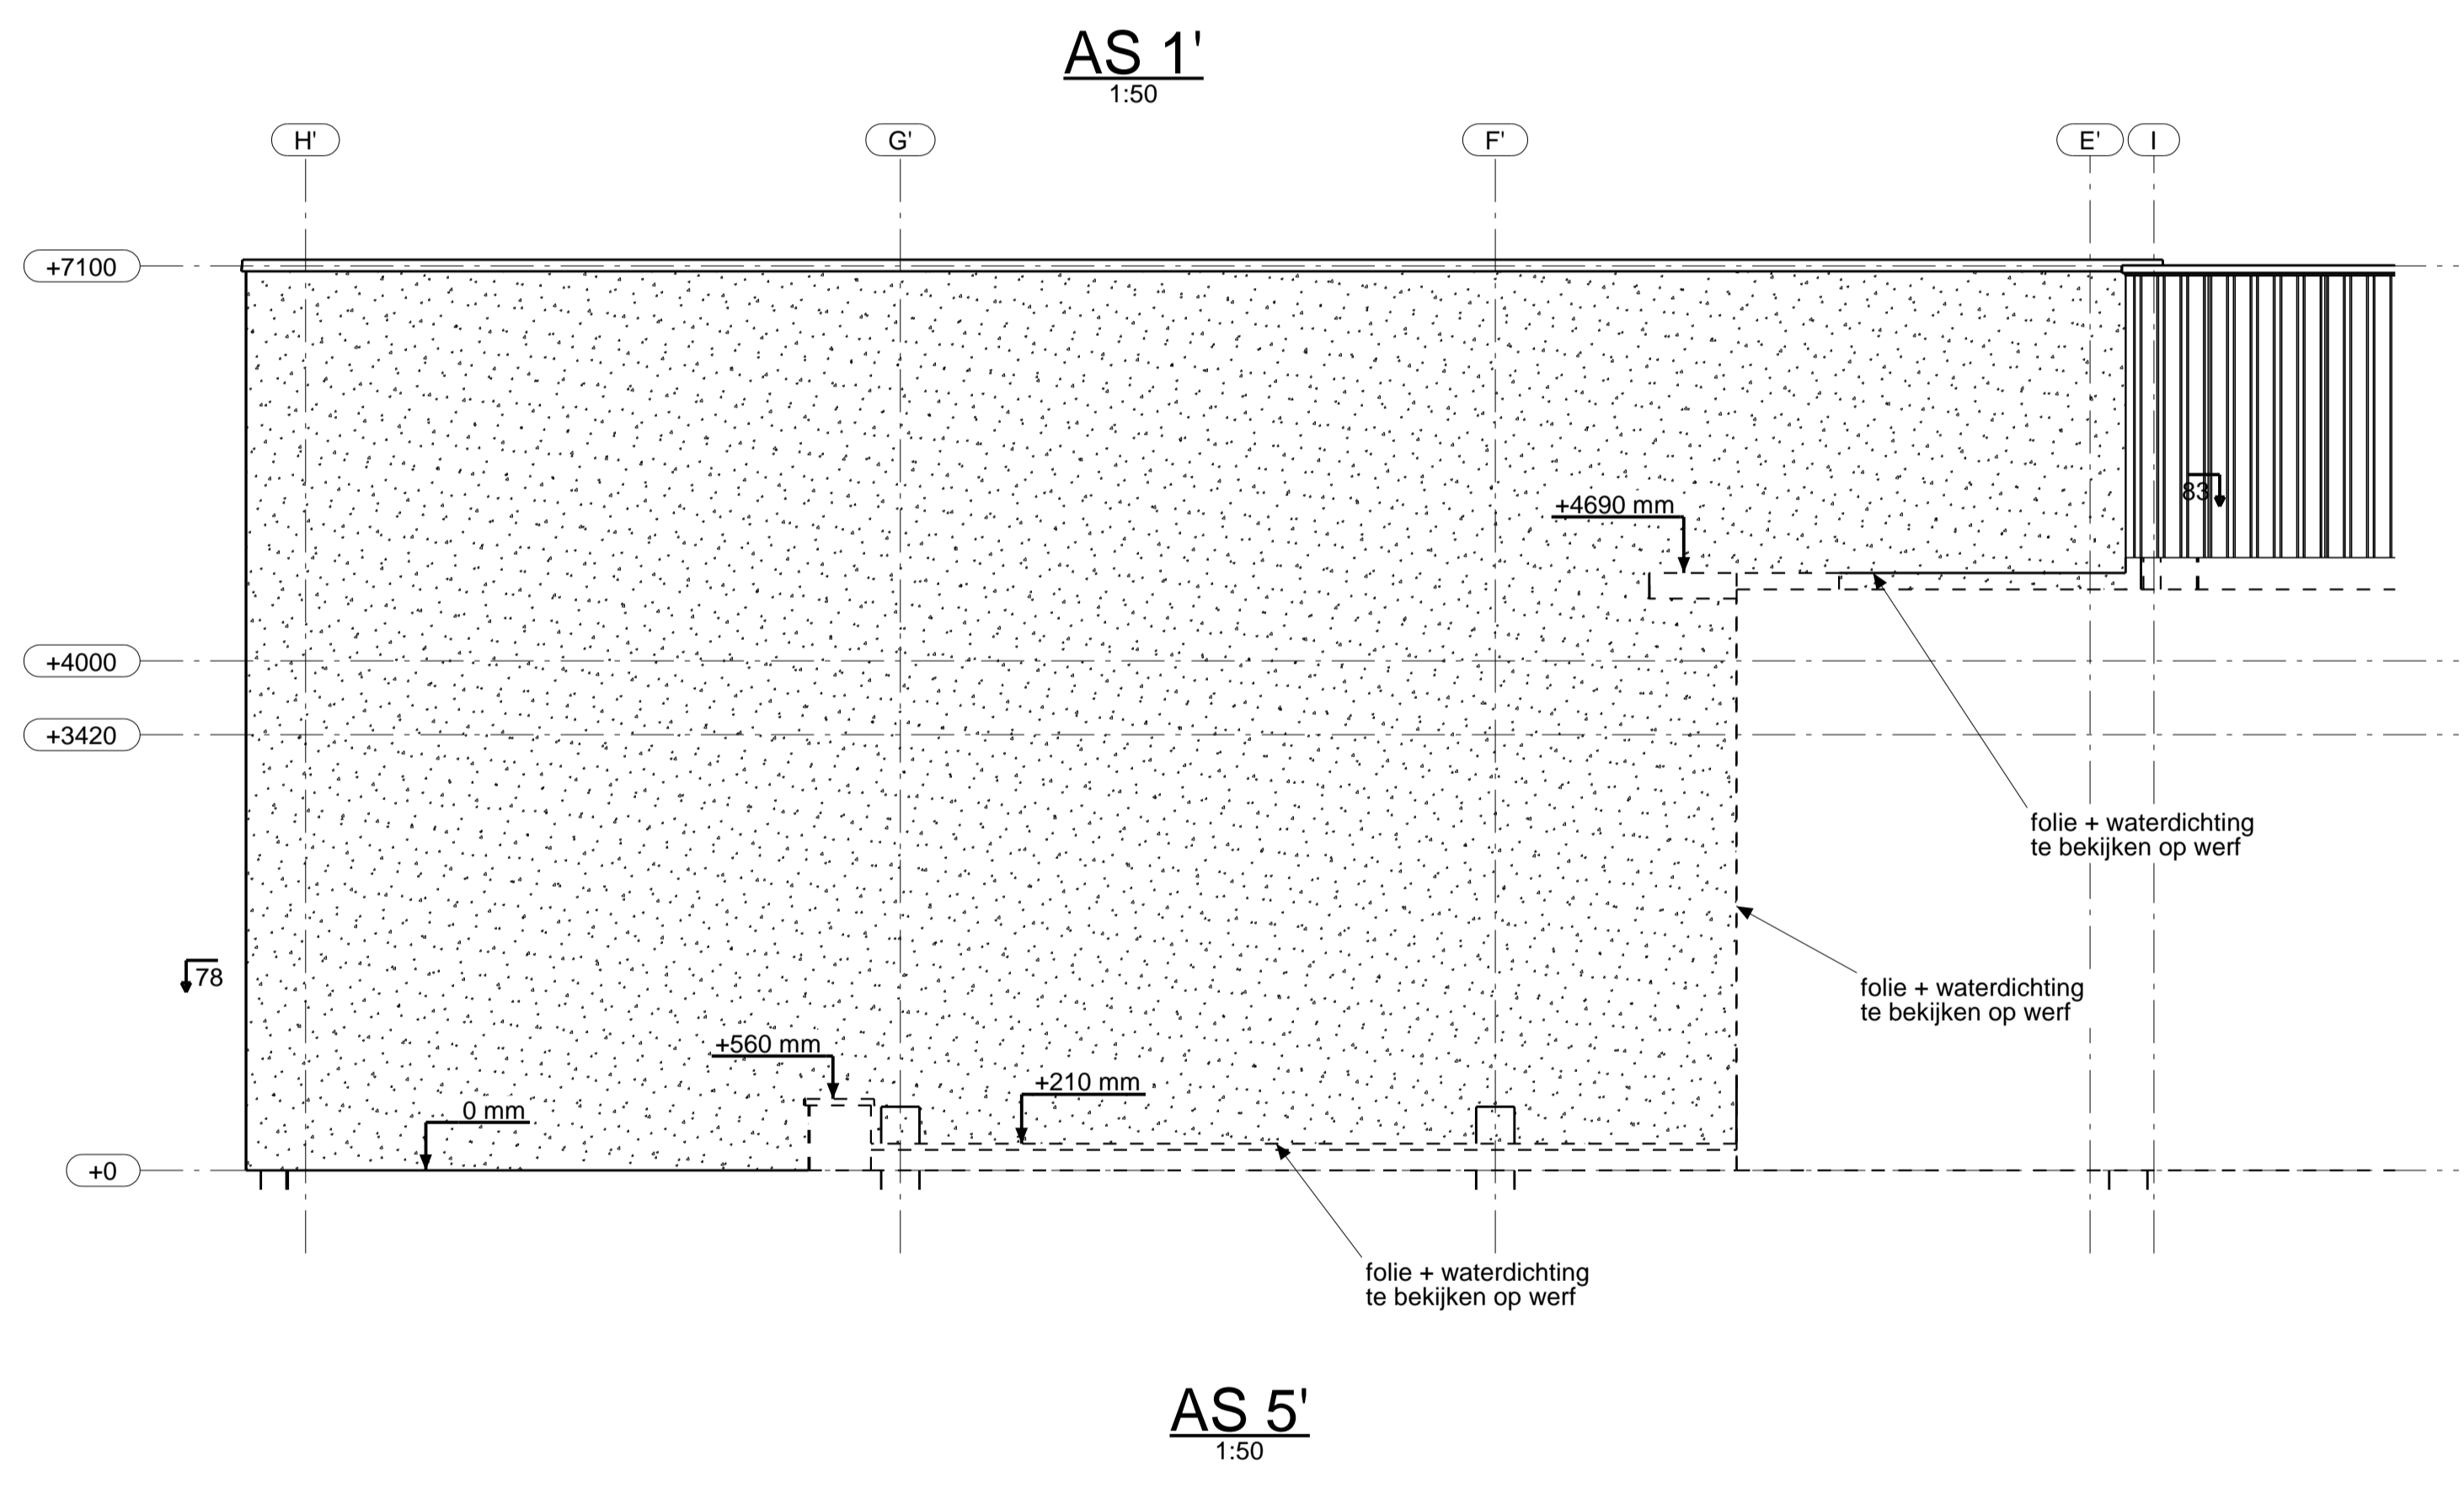 AS 1'
1:50
H'
G'
F'
E'
I
+7100
83
+4690 mm
+4000
+3420
folie + waterdichting
te bekijken op werf
78
folie + waterdichting
te bekijken op werf
+560 mm
+210 mm
0 mm
+0
folie + waterdichting
te bekijken op werf
AS 5'
1:50